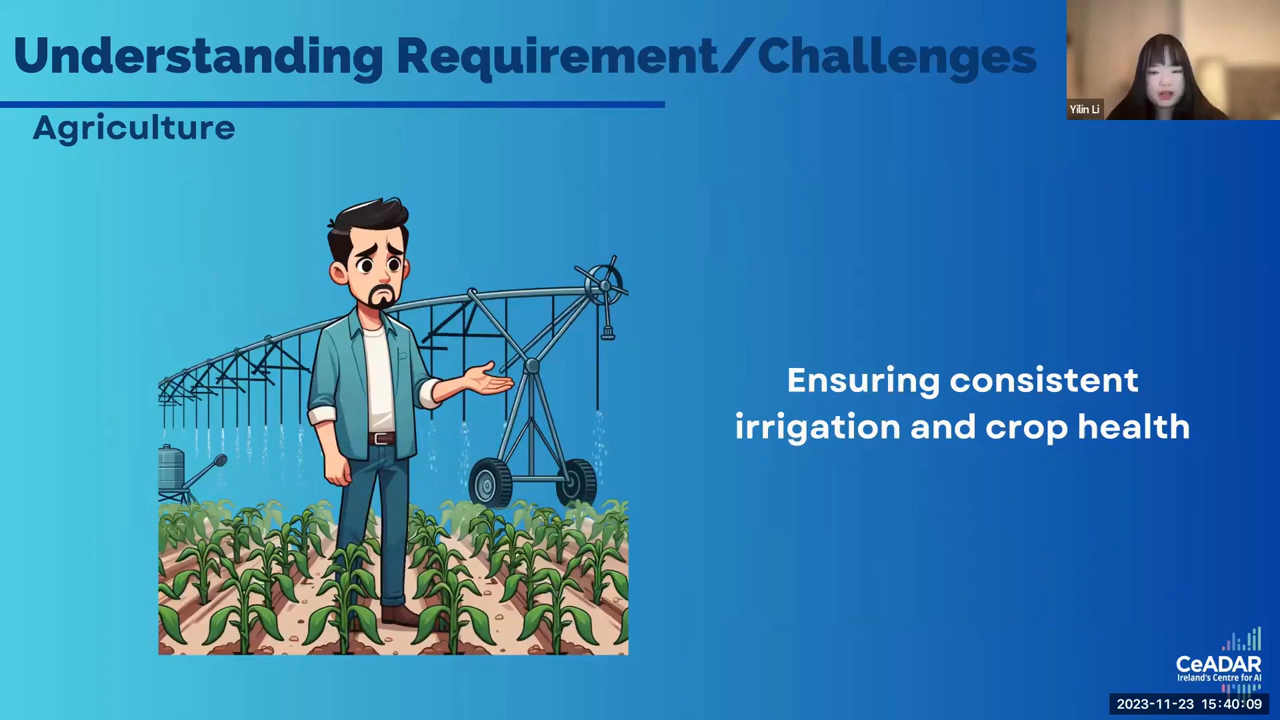 Understanding Requirement/Challenges
Yilin Li
Agriculture
Ensuring consistent
irrigation and crop health
CeADAR
Ireland's Centre for AI
2023-11-23 15:40:09